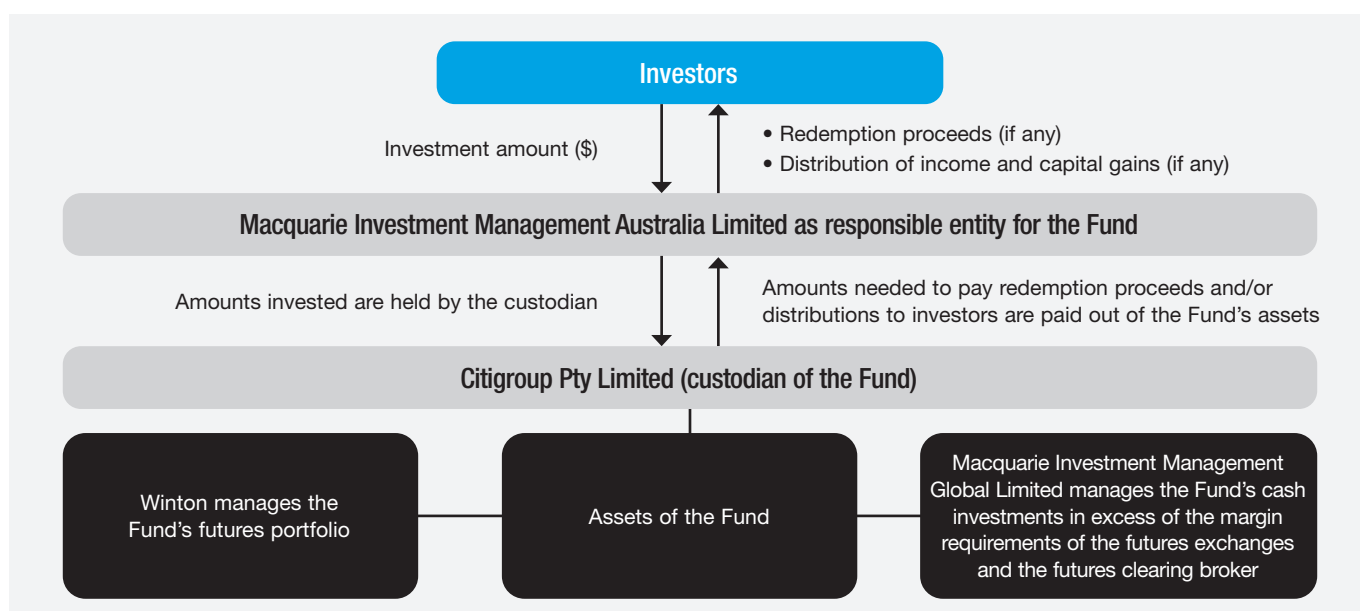 Investors
Investment amount ($)
• Redemption proceeds (if any)
• Distribution of income and capital gains (if any)
Macquarie Investment Management Australia Limited as responsible entity for the Fund
Amounts invested are held by the custodian
Amounts needed to pay redemption proceeds and/or
distributions to investors are paid out of the Fund’s assets
Citigroup Pty Limited (custodian of the Fund)
Winton manages the
Fund’s futures portfolio
Assets of the Fund
Macquarie Investment Management
Global Limited manages the Fund’s cash
investments in excess of the margin
requirements of the futures exchanges
and the futures clearing broker